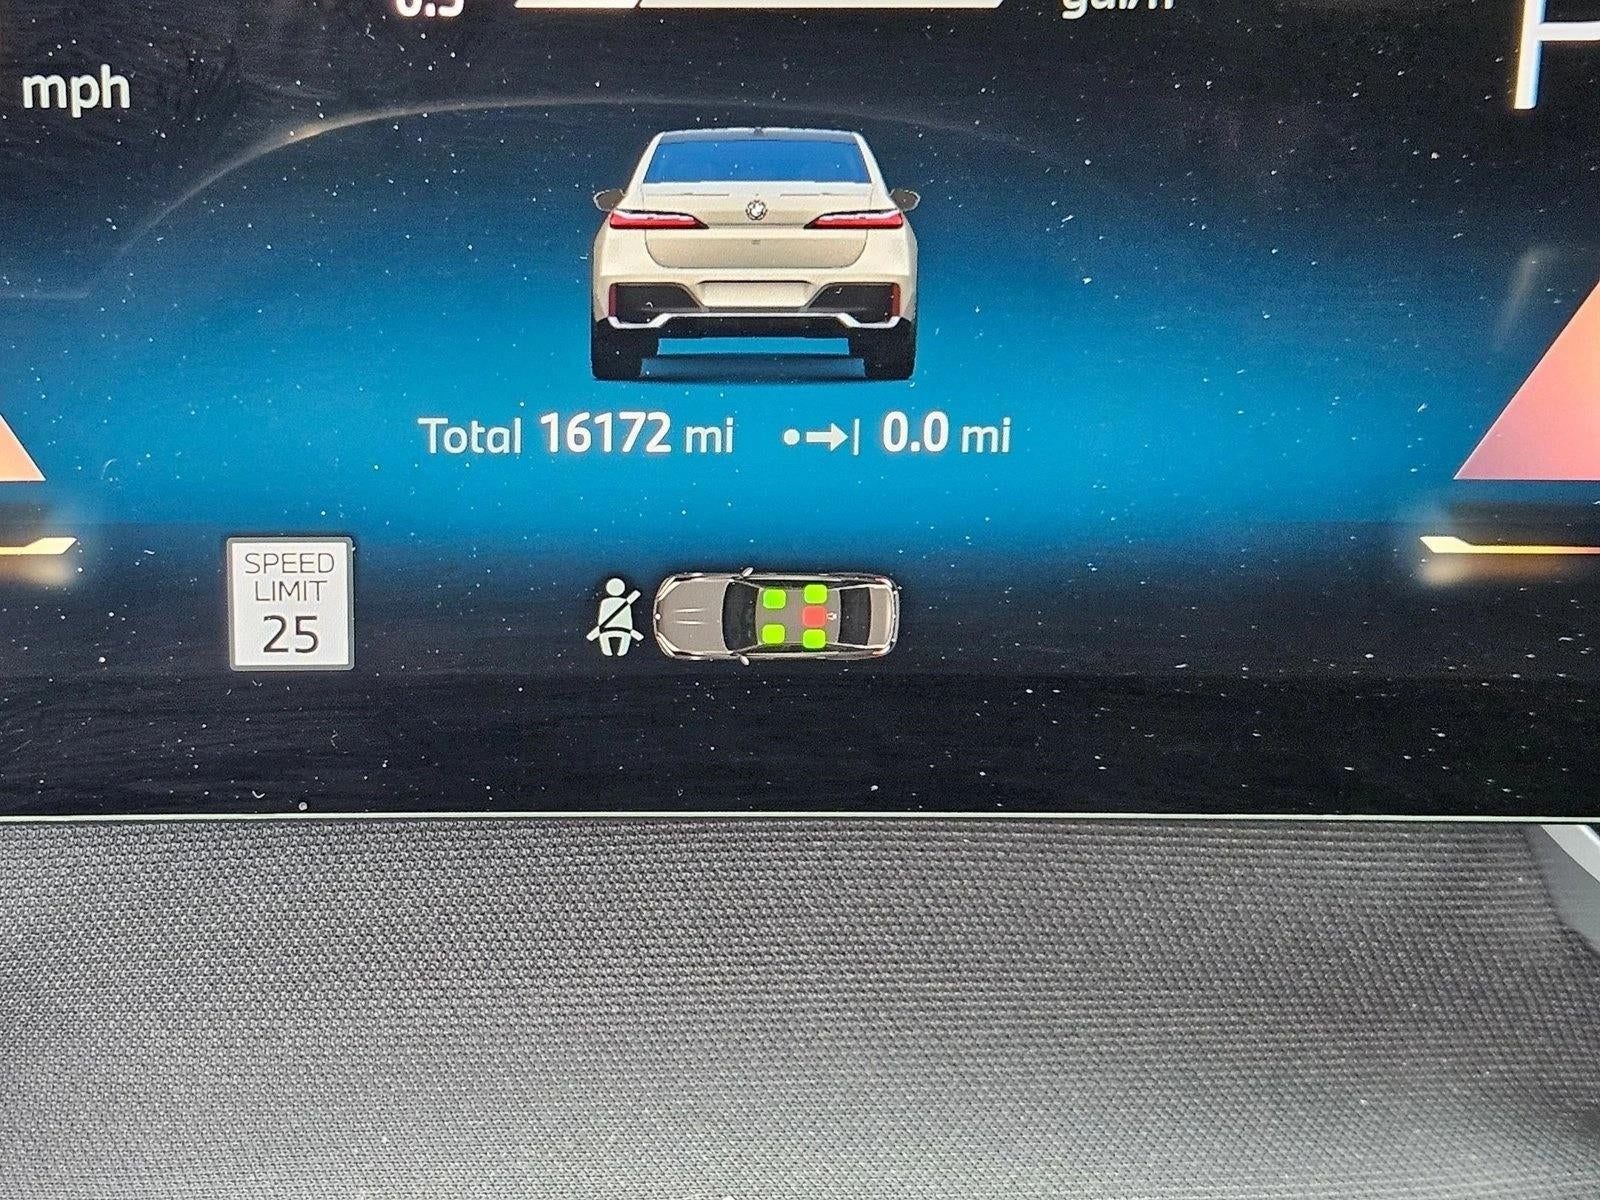 mph
Total 16172 mi 0.0 mi
SPEED
LIMIT
25